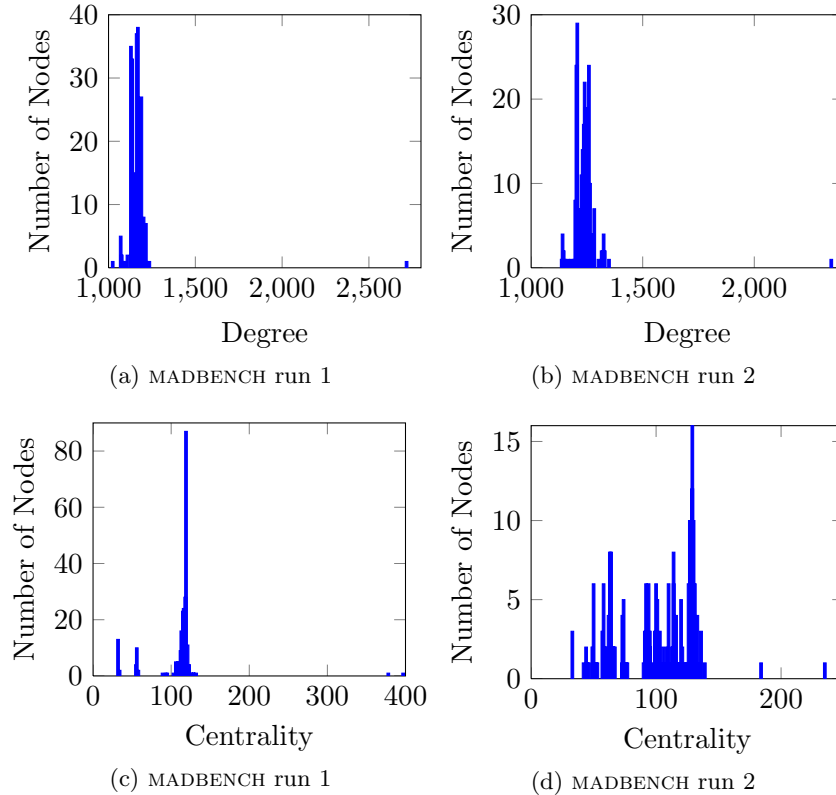 40
30
20
10
0
1,000 1,500 2,000 2,500
Number of Nodes
Degree
(a) MADBENCH run 1
30
20
10
0
1,000 1,500 2,000
Number of Nodes
Degree
(b) MADBENCH run 2
80
60
40
20
0
0 100 200 300 400
Number of Nodes
Centrality
(c) MADBENCH run 1
15
10
5
0
0 100 200
Number of Nodes
Centrality
(d) MADBENCH run 2